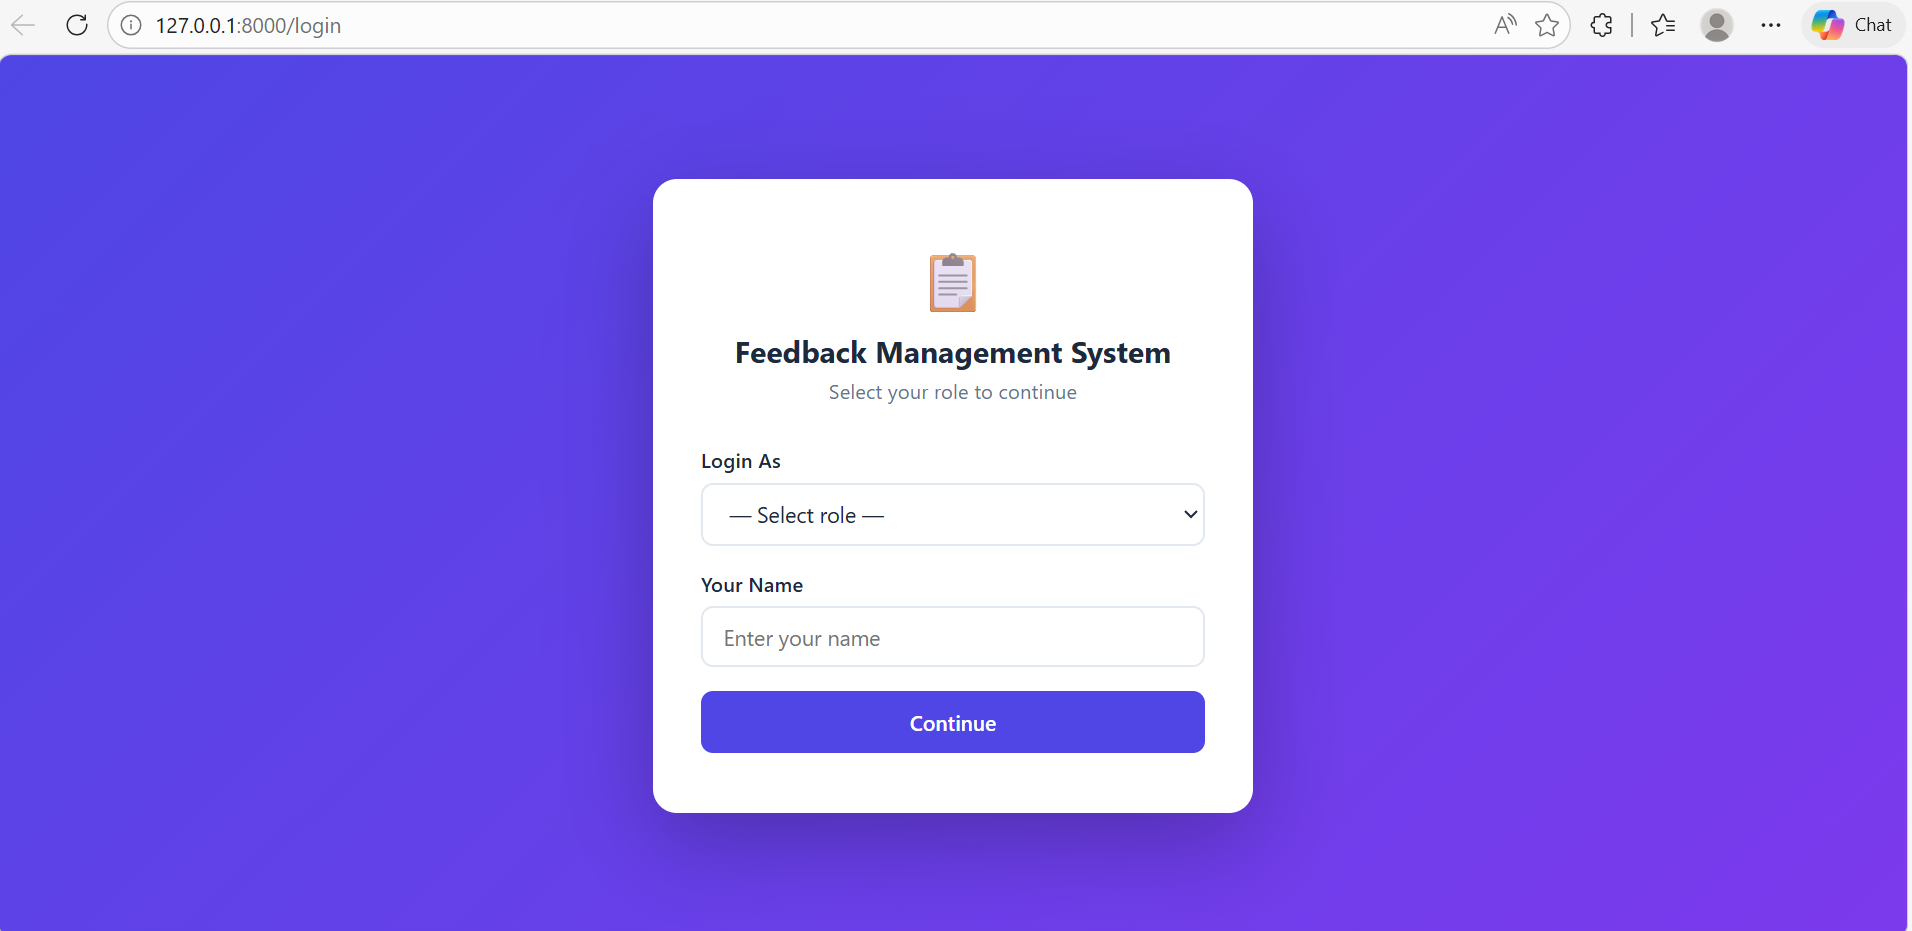 127.0.0.1:8000/login
Chat
Feedback Management System
Select your role to continue
Login As
— Select role —
Your Name
Enter your name
Continue